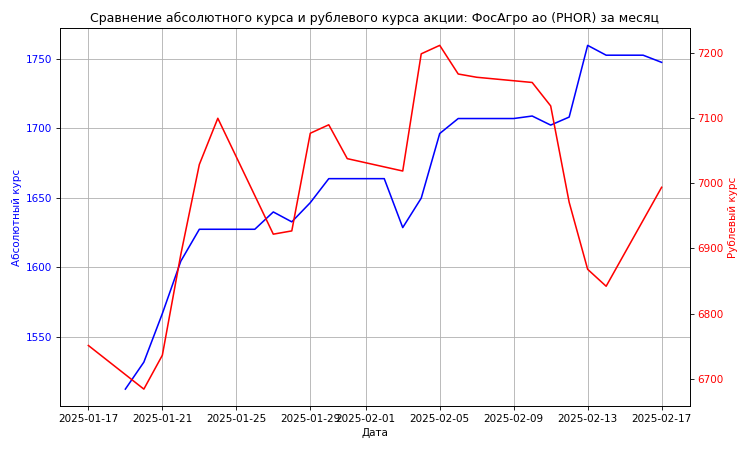 Сравнение абсолютного курса и рублевого курса акции: ФосАгро ао (PHOR) за месяц
1750
1700
1650
1600
1550
Абсолютный курс
7200
7100
7000
6900
6800
6700
Рублевый курс
2025-01-17 2025-01-21 2025-01-25 2025-01-29 2025-02-01 2025-02-05 2025-02-09 2025-02-13 2025-02-17
Дата